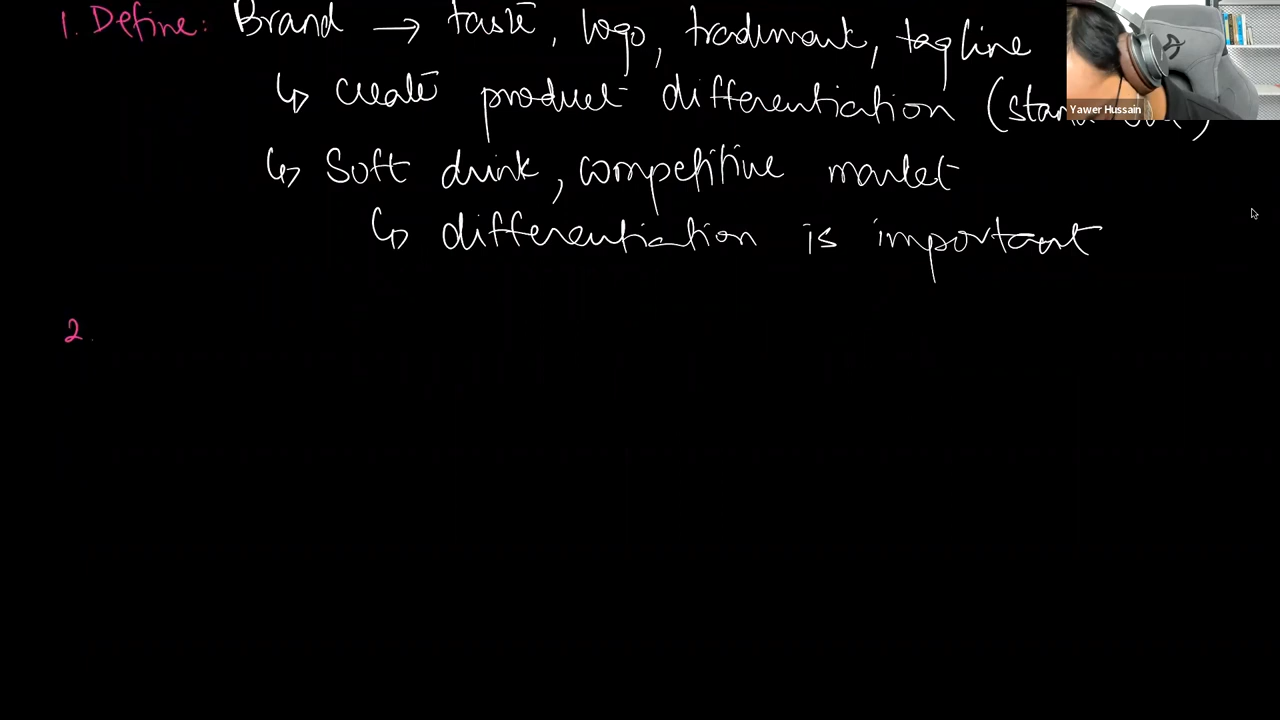 1. Define: Brand → taste, logo, trademark, tagline
↳ create product differentiation (stand
↳ Soft drink, competitive market
↳ differentiation is important
2.
Yawer Hussain